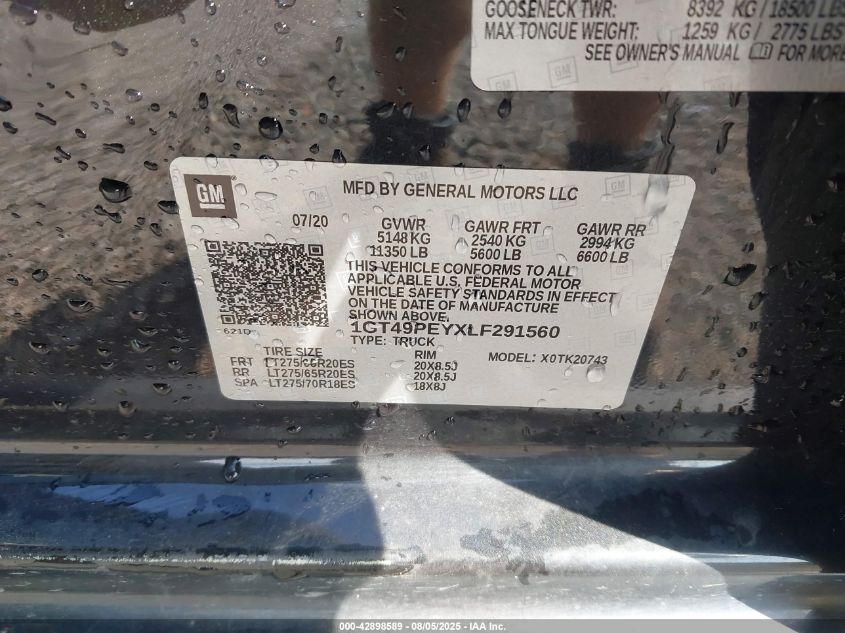 GOOSENECK TWR: 8392 KG / 18500 LBS
MAX TONGUE WEIGHT: 1259 KG / 2775 LBS
SEE OWNER'S MANUAL FOR MORE
GM
MFD BY GENERAL MOTORS LLC
07/20 GVWR GAWR FRT GAWR RR
5148 KG 2540 KG 2994 KG
11350 LB 5600 LB 6600 LB
THIS VEHICLE CONFORMS TO ALL
APPLICABLE U.S. FEDERAL MOTOR
VEHICLE SAFETY STANDARDS IN EFFECT
ON THE DATE OF MANUFACTURE
SHOWN ABOVE.
621D 1GT49PEYXLF291560
TYPE: TRUCK
TIRE SIZE RIM MODEL: X0TK20743
FRT LT275/65R20ES 20X8.5J
RR LT275/65R20ES 20X8.5J
SPA LT275/70R18ES 18X8J
000-42898589 - 08/05/2025 - IAA Inc.